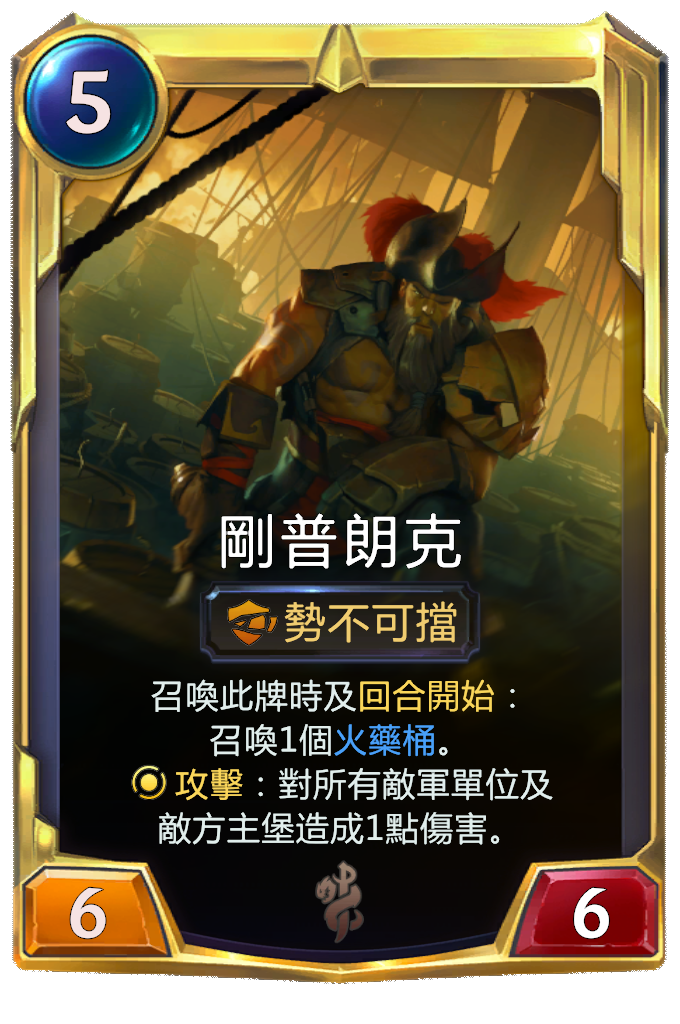 5
剛普朗克
勢不可擋
召喚此牌時及回合開始：
召喚1個火藥桶。
攻擊：對所有敵軍單位及
敵方主堡造成1點傷害。
6
6